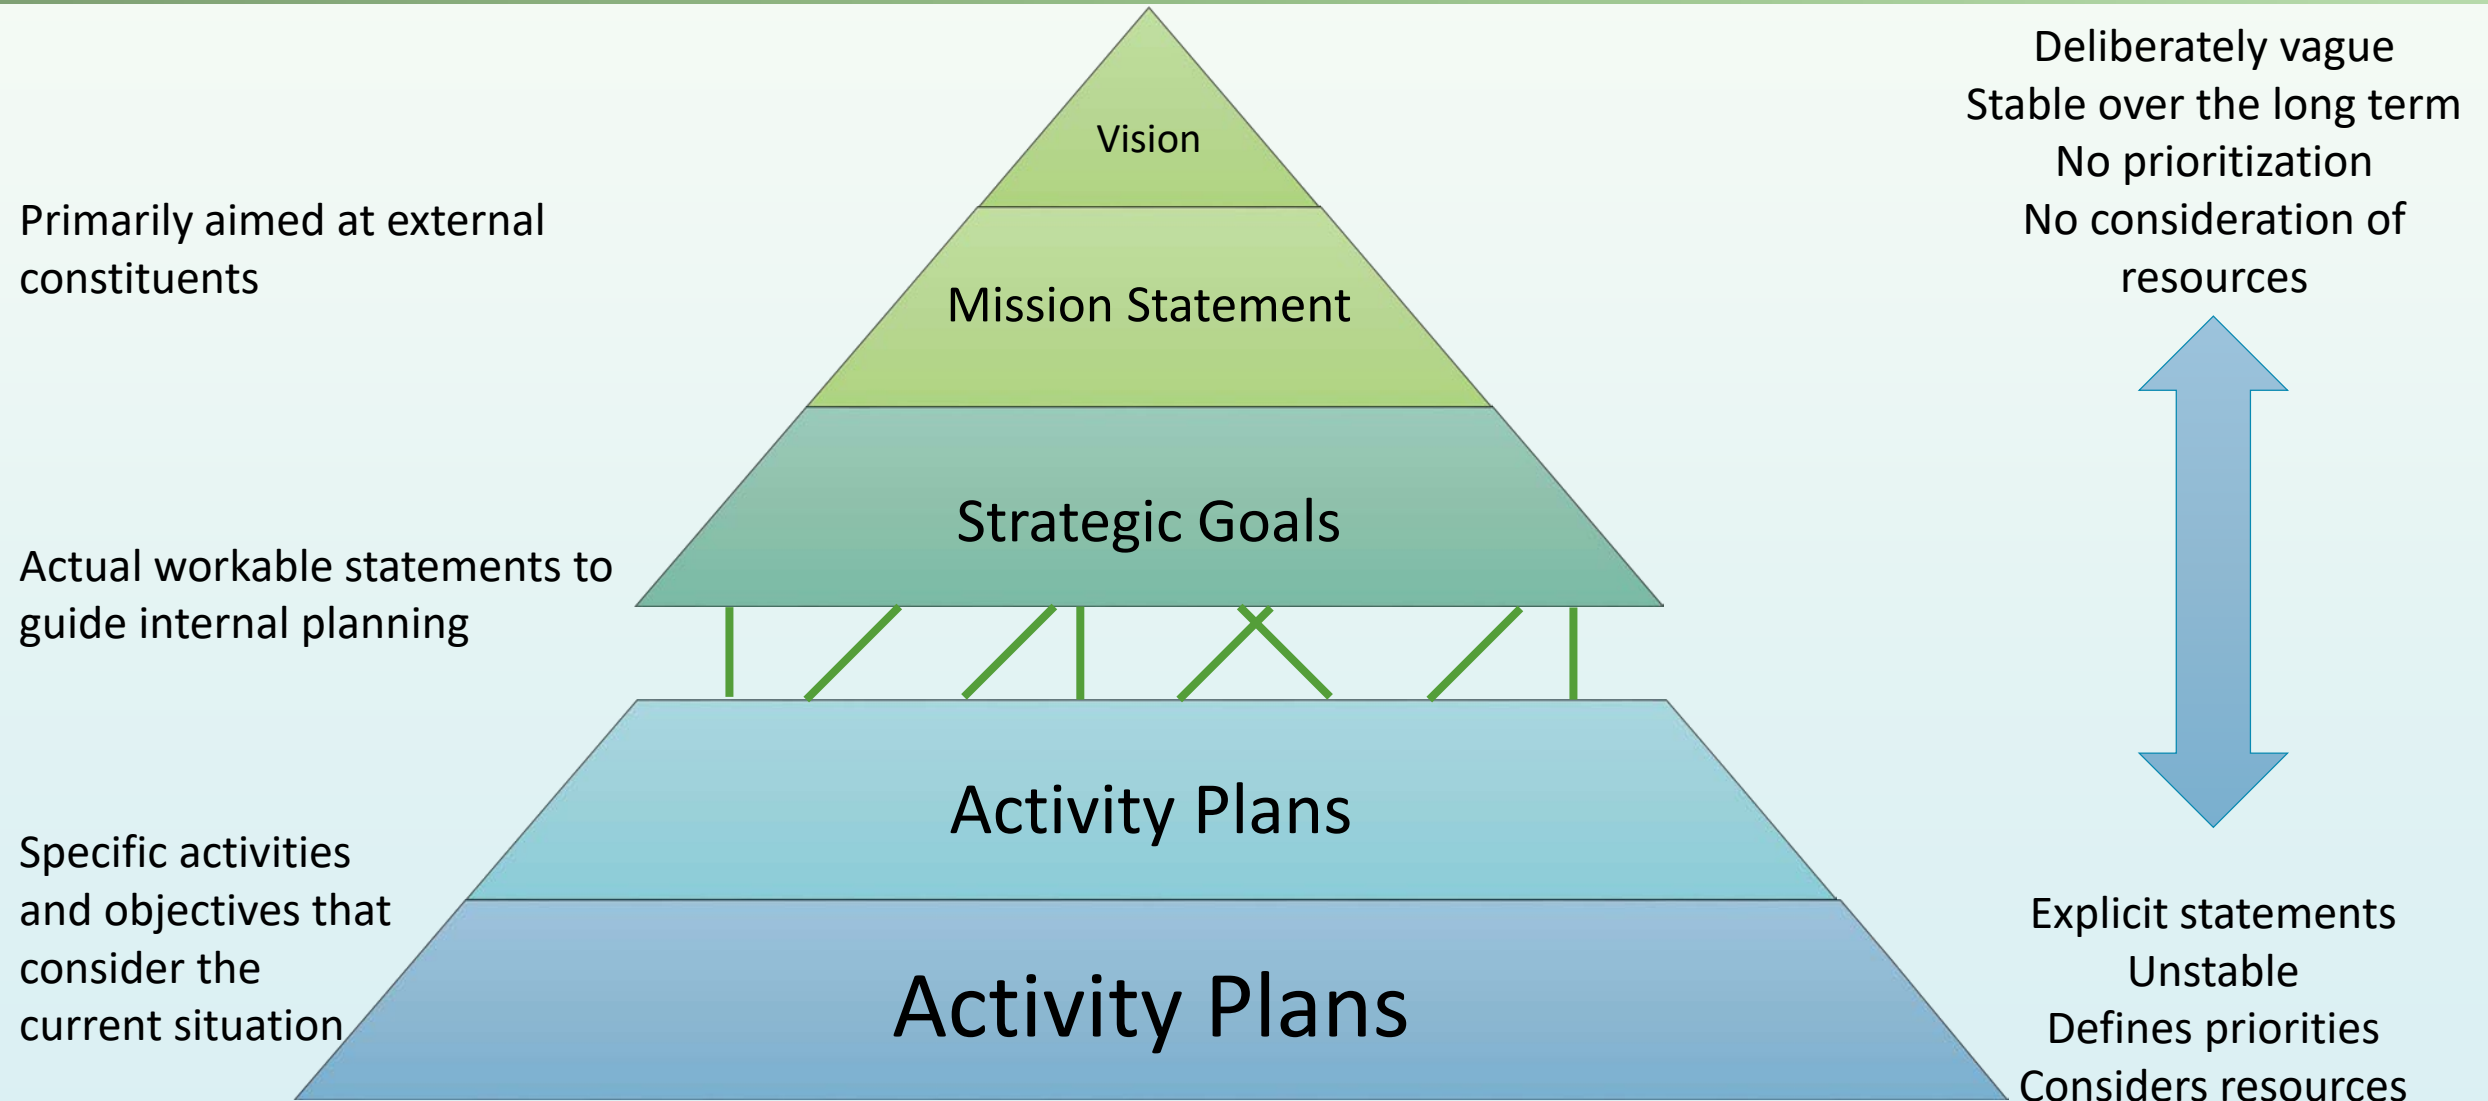 Vision
Mission Statement
Strategic Goals
Activity Plans
Activity Plans
Primarily aimed at external
constituents
Actual workable statements to
guide internal planning
Specific activities
and objectives that
consider the
current situation
Deliberately vague
Stable over the long term
No prioritization
No consideration of
resources
Explicit statements
Unstable
Defines priorities
Considers resources